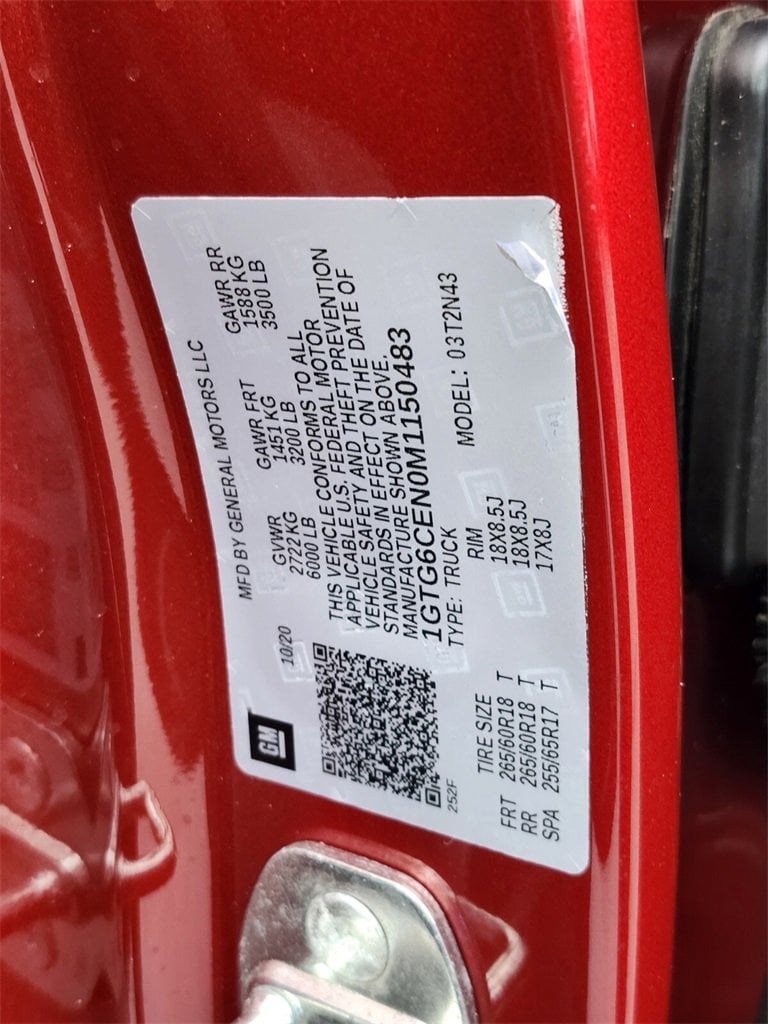 GM
10/20
MFD BY GENERAL MOTORS LLC
GVWR GAWR FRT GAWR RR
2722 KG 1451 KG 1588 KG
6000 LB 3200 LB 3500 LB
THIS VEHICLE CONFORMS TO ALL
APPLICABLE U.S. FEDERAL MOTOR
VEHICLE SAFETY AND THEFT PREVENTION
STANDARDS IN EFFECT ON THE DATE OF
MANUFACTURE SHOWN ABOVE.
1GTG6CEN0M1150483
TYPE: TRUCK MODEL: 03T2N43
252F
TIRE SIZE RIM
FRT 265/60R18 T 18X8.5J
RR 265/60R18 T 18X8.5J
SPA 255/65R17 T 17X8J